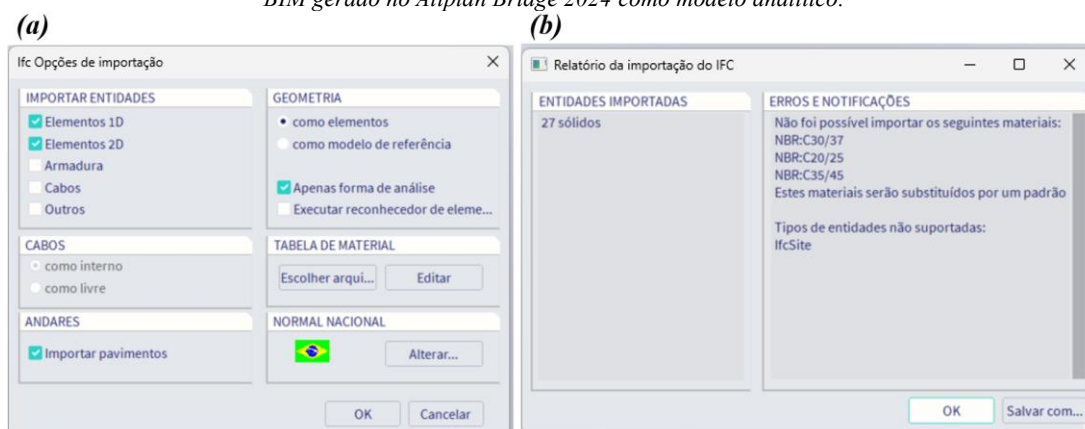 BIM gerado no Allplan Bridge 2024 como modelo analítico.
(a)
(b)
Ifc Opções de importação
IMPORTAR ENTIDADES
Elementos 1D
Elementos 2D
Armadura
Cabos
Outros
GEOMETRIA
como elementos
como modelo de referência
Apenas forma de análise
Executar reconhecedor de eleme...
CABOS
como interno
como livre
TABELA DE MATERIAL
Escolher arqui...
Editar
ANDARES
Importar pavimentos
NORMAL NACIONAL
Alterar...
OK
Cancelar
Relatório da importação do IFC
ENTIDADES IMPORTADAS
27 sólidos
ERROS E NOTIFICAÇÕES
Não foi possível importar os seguintes materiais:
NBR:C30/37
NBR:C20/25
NBR:C35/45
Estes materiais serão substituídos por um padrão
Tipos de entidades não suportadas:
IfcSite
OK
Salvar com...